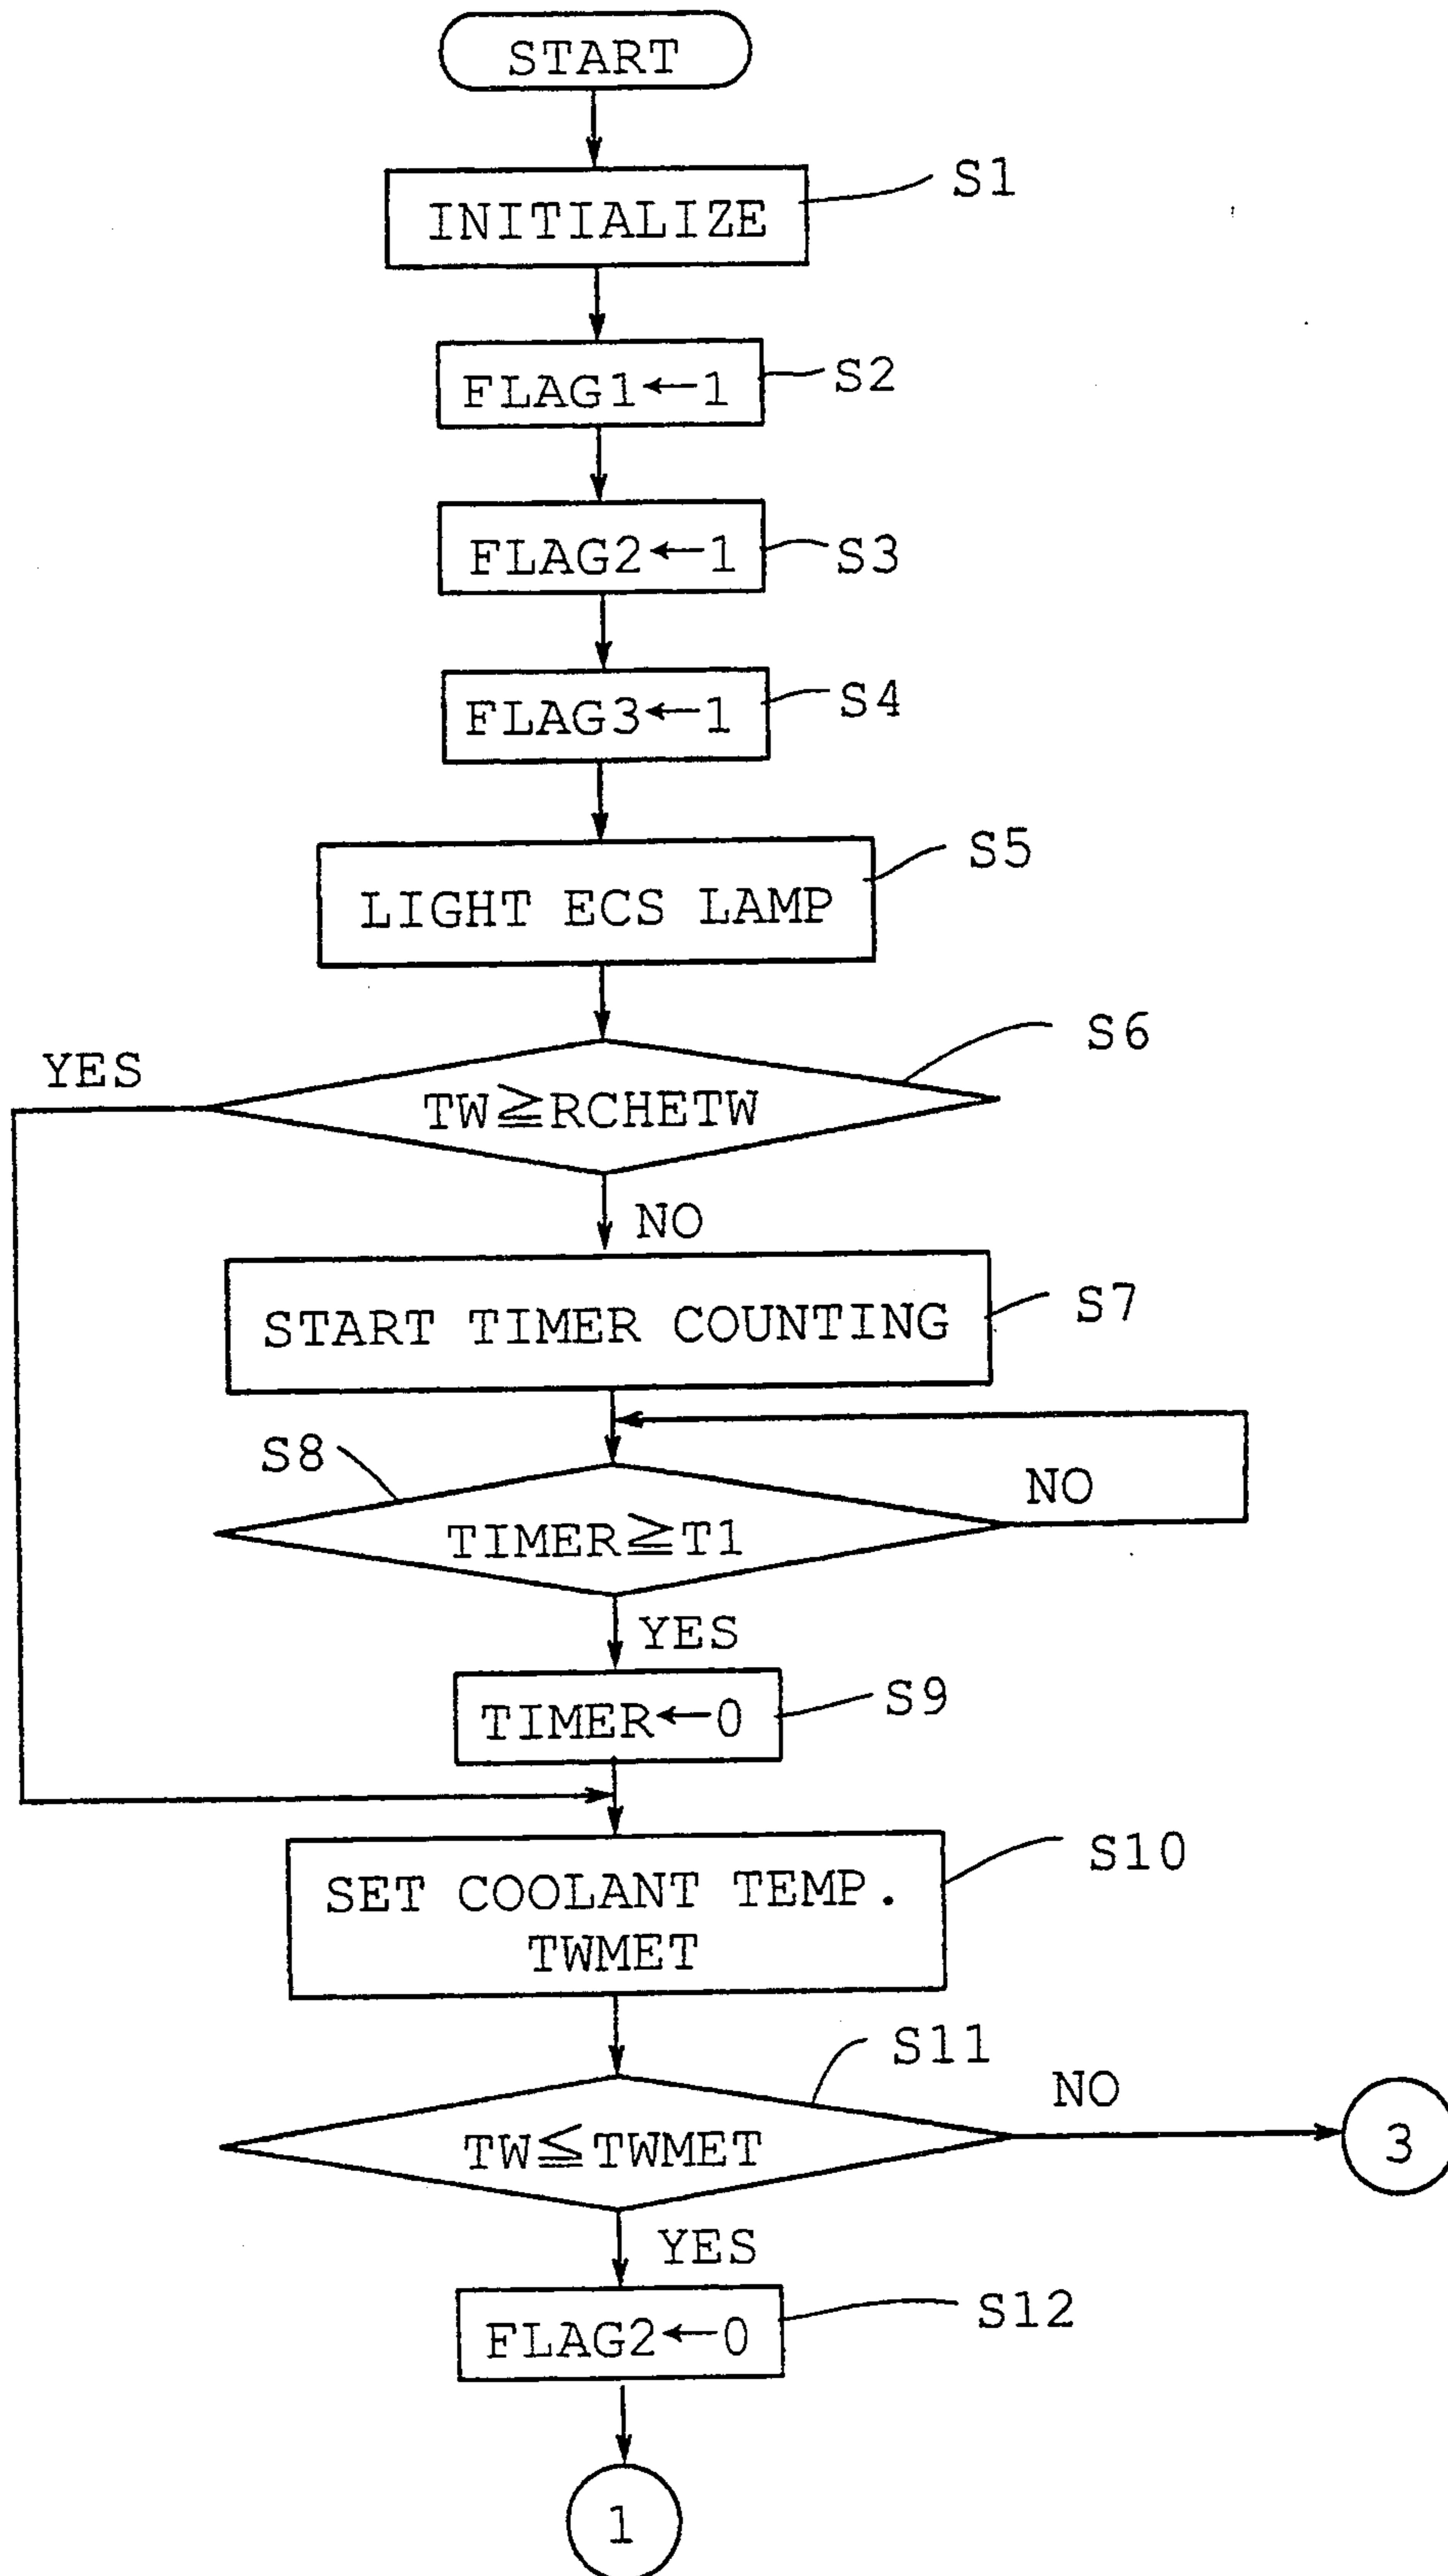 START
INITIALIZE
S1
FLAG1←1
S2
FLAG2←1
S3
FLAG3←1
S4
LIGHT ECS LAMP
S5
YES
TW≧RCHETW
S6
NO
START TIMER COUNTING
S7
S8
TIMER≧T1
NO
YES
TIMER←0
S9
SET COOLANT TEMP.
TWMET
S10
S11
TW≦TWMET
NO
3
YES
FLAG2←0
S12
1